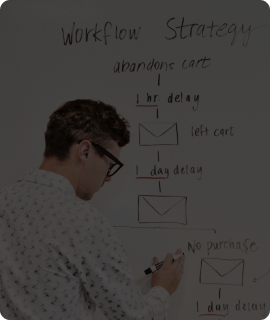 Workflow Strategy
abandons cart
1 hr. delay
left cart
1 day delay
No purchase
1 day delay